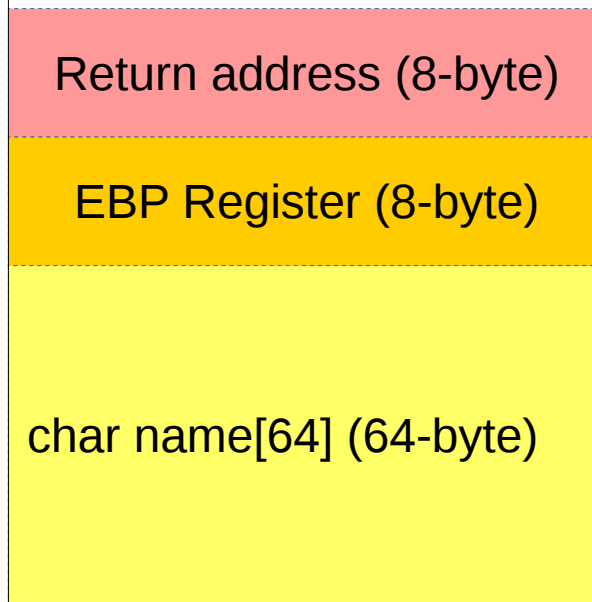 Return address (8-byte)
EBP Register (8-byte)
char name[64] (64-byte)